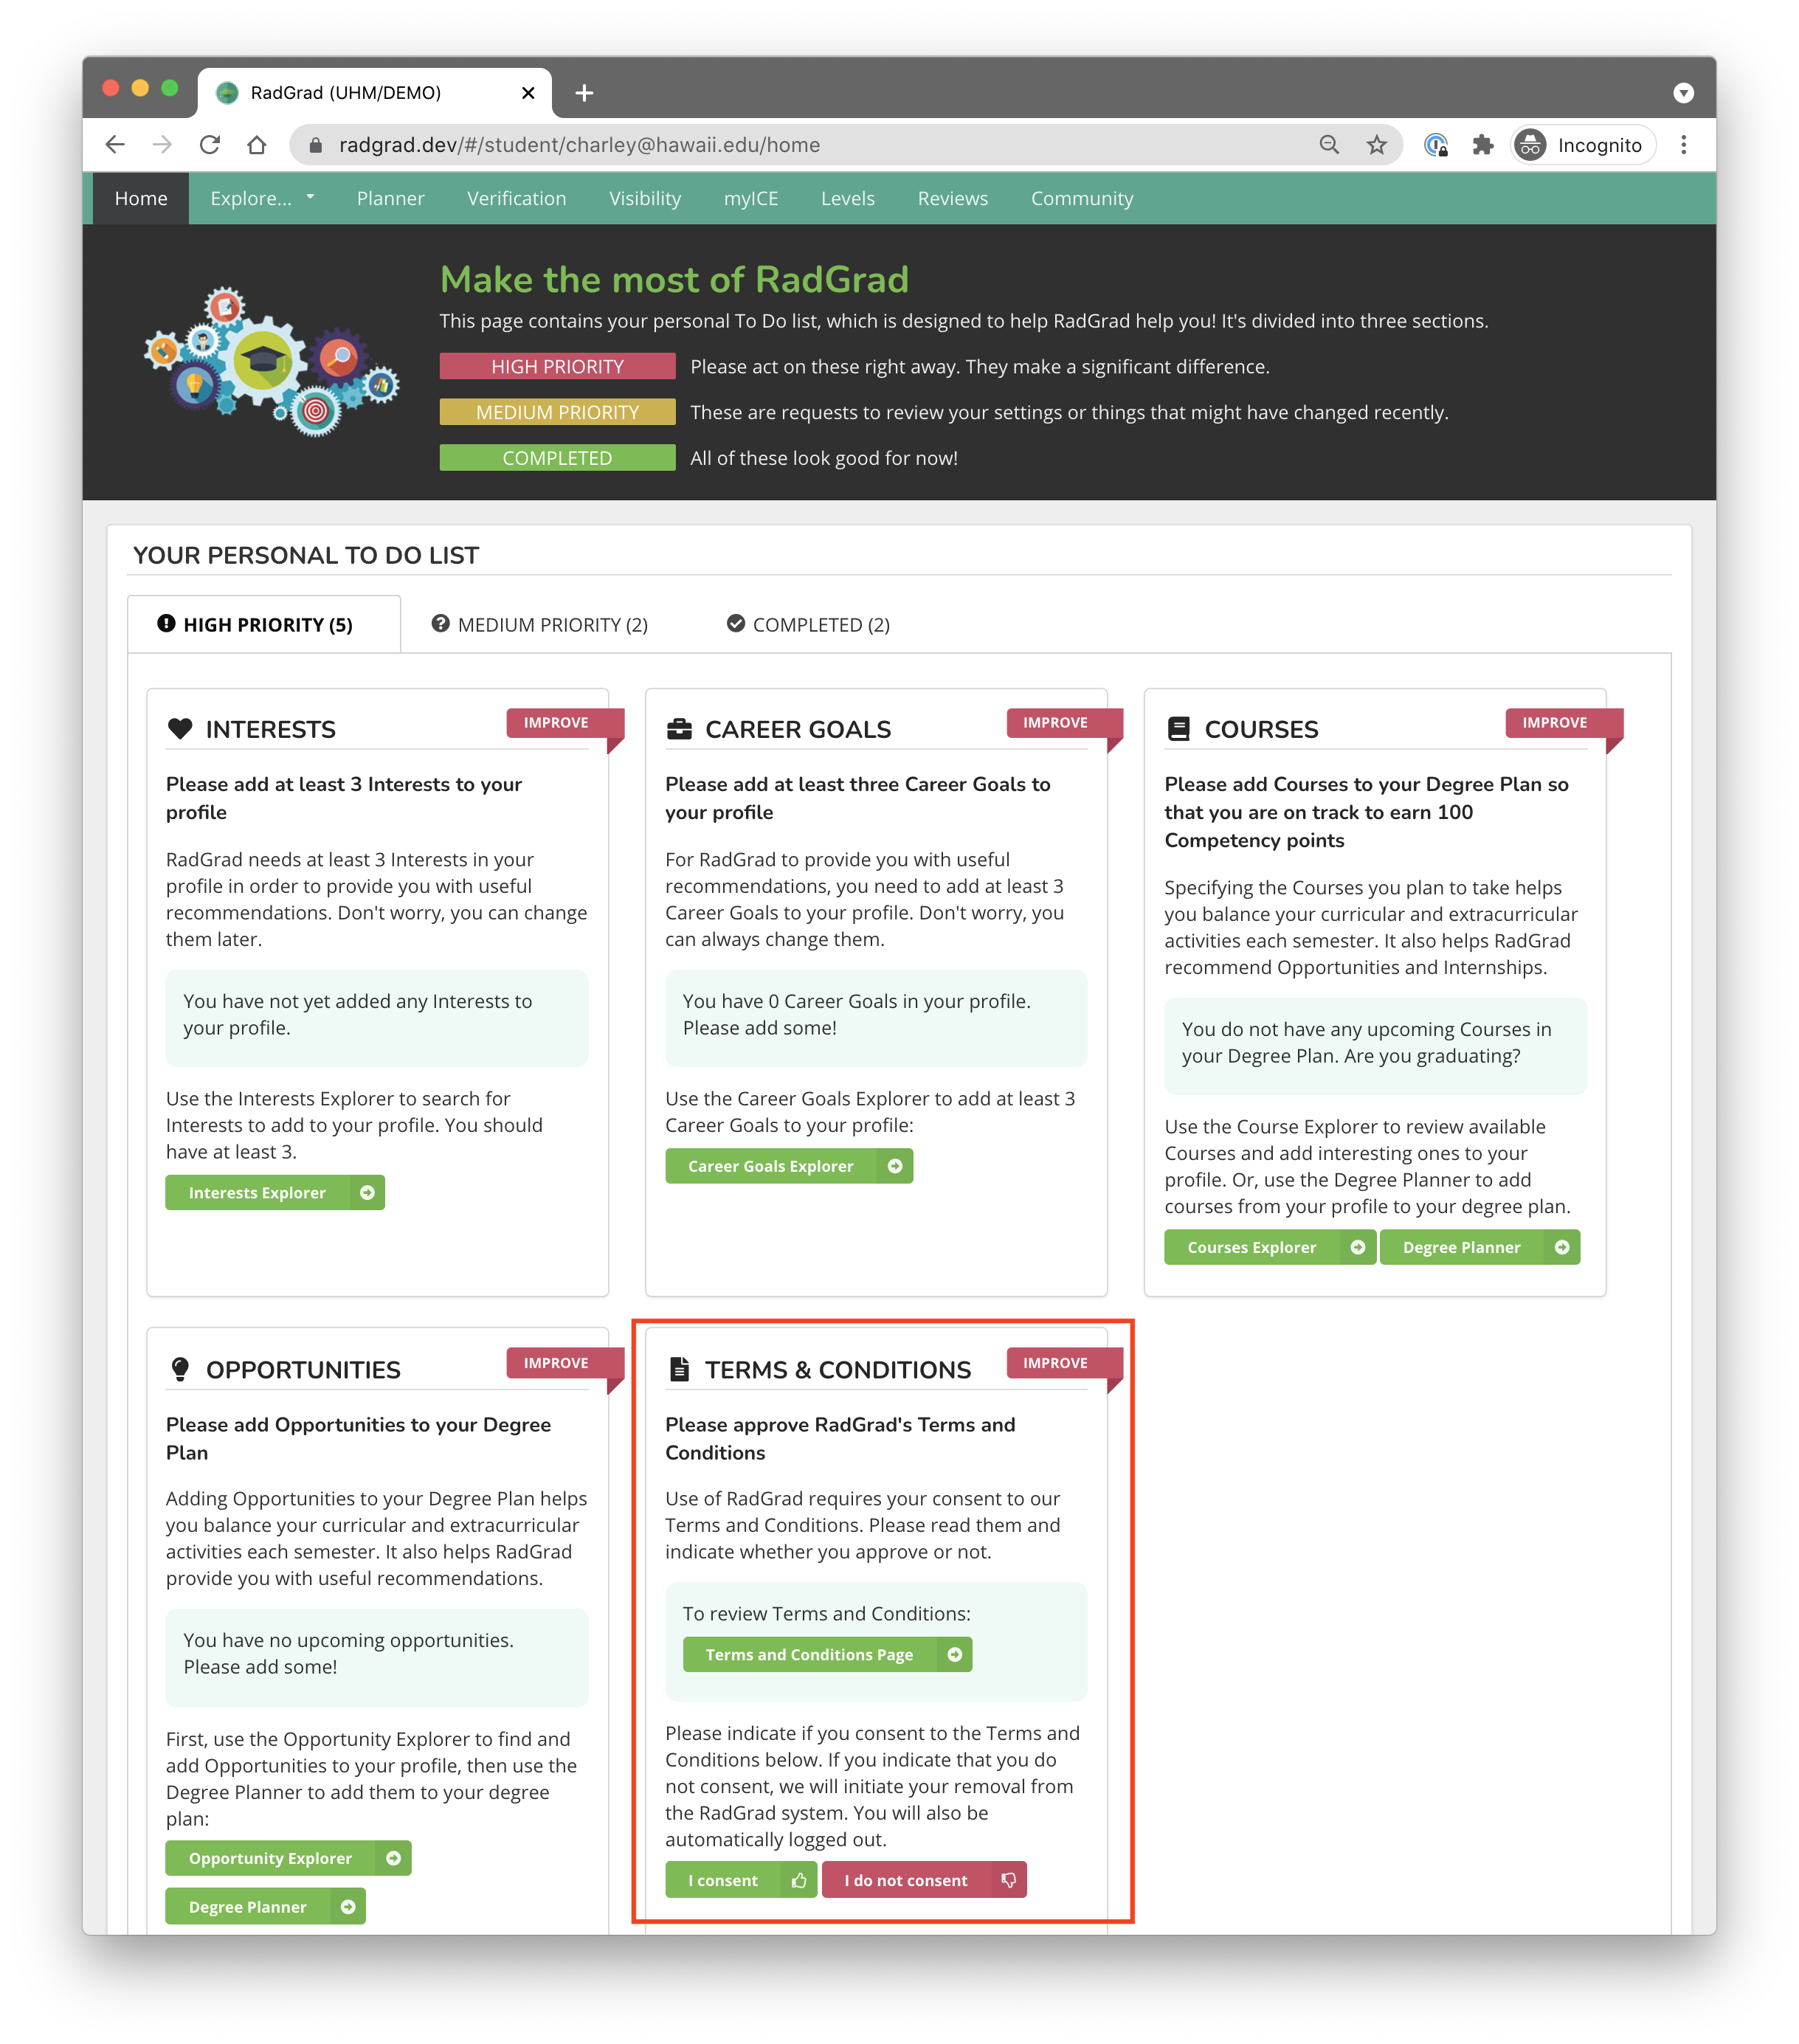 RadGrad (UHM/DEMO)
radgrad.dev/#/student/charley@hawaii.edu/home
Incognito
Home Explore... Planner Verification Visibility myICE Levels Reviews Community
Make the most of RadGrad
This page contains your personal To Do list, which is designed to help RadGrad help you! It's divided into three sections.
HIGH PRIORITY Please act on these right away. They make a significant difference.
MEDIUM PRIORITY These are requests to review your settings or things that might have changed recently.
COMPLETED All of these look good for now!
YOUR PERSONAL TO DO LIST
HIGH PRIORITY (5) MEDIUM PRIORITY (2) COMPLETED (2)
INTERESTS
IMPROVE
Please add at least 3 Interests to your
profile
RadGrad needs at least 3 Interests in your
profile in order to provide you with useful
recommendations. Don't worry, you can change
them later.
You have not yet added any Interests to
your profile.
Use the Interests Explorer to search for
Interests to add to your profile. You should
have at least 3.
Interests Explorer
CAREER GOALS
IMPROVE
Please add at least three Career Goals to
your profile
For RadGrad to provide you with useful
recommendations, you need to add at least 3
Career Goals to your profile. Don't worry, you
can always change them.
You have 0 Career Goals in your profile.
Please add some!
Use the Career Goals Explorer to add at least 3
Career Goals to your profile:
Career Goals Explorer
COURSES
IMPROVE
Please add Courses to your Degree Plan so
that you are on track to earn 100
Competency points
Specifying the Courses you plan to take helps
you balance your curricular and extracurricular
activities each semester. It also helps RadGrad
recommend Opportunities and Internships.
You do not have any upcoming Courses in
your Degree Plan. Are you graduating?
Use the Course Explorer to review available
Courses and add interesting ones to your
profile. Or, use the Degree Planner to add
courses from your profile to your degree plan.
Courses Explorer Degree Planner
OPPORTUNITIES
IMPROVE
Please add Opportunities to your Degree
Plan
Adding Opportunities to your Degree Plan helps
you balance your curricular and extracurricular
activities each semester. It also helps RadGrad
provide you with useful recommendations.
You have no upcoming opportunities.
Please add some!
First, use the Opportunity Explorer to find and
add Opportunities to your profile, then use the
Degree Planner to add them to your degree
plan:
Opportunity Explorer
Degree Planner
TERMS & CONDITIONS
IMPROVE
Please approve RadGrad's Terms and
Conditions
Use of RadGrad requires your consent to our
Terms and Conditions. Please read them and
indicate whether you approve or not.
To review Terms and Conditions:
Terms and Conditions Page
Please indicate if you consent to the Terms and
Conditions below. If you indicate that you do
not consent, we will initiate your removal from
the RadGrad system. You will also be
automatically logged out.
I consent I do not consent